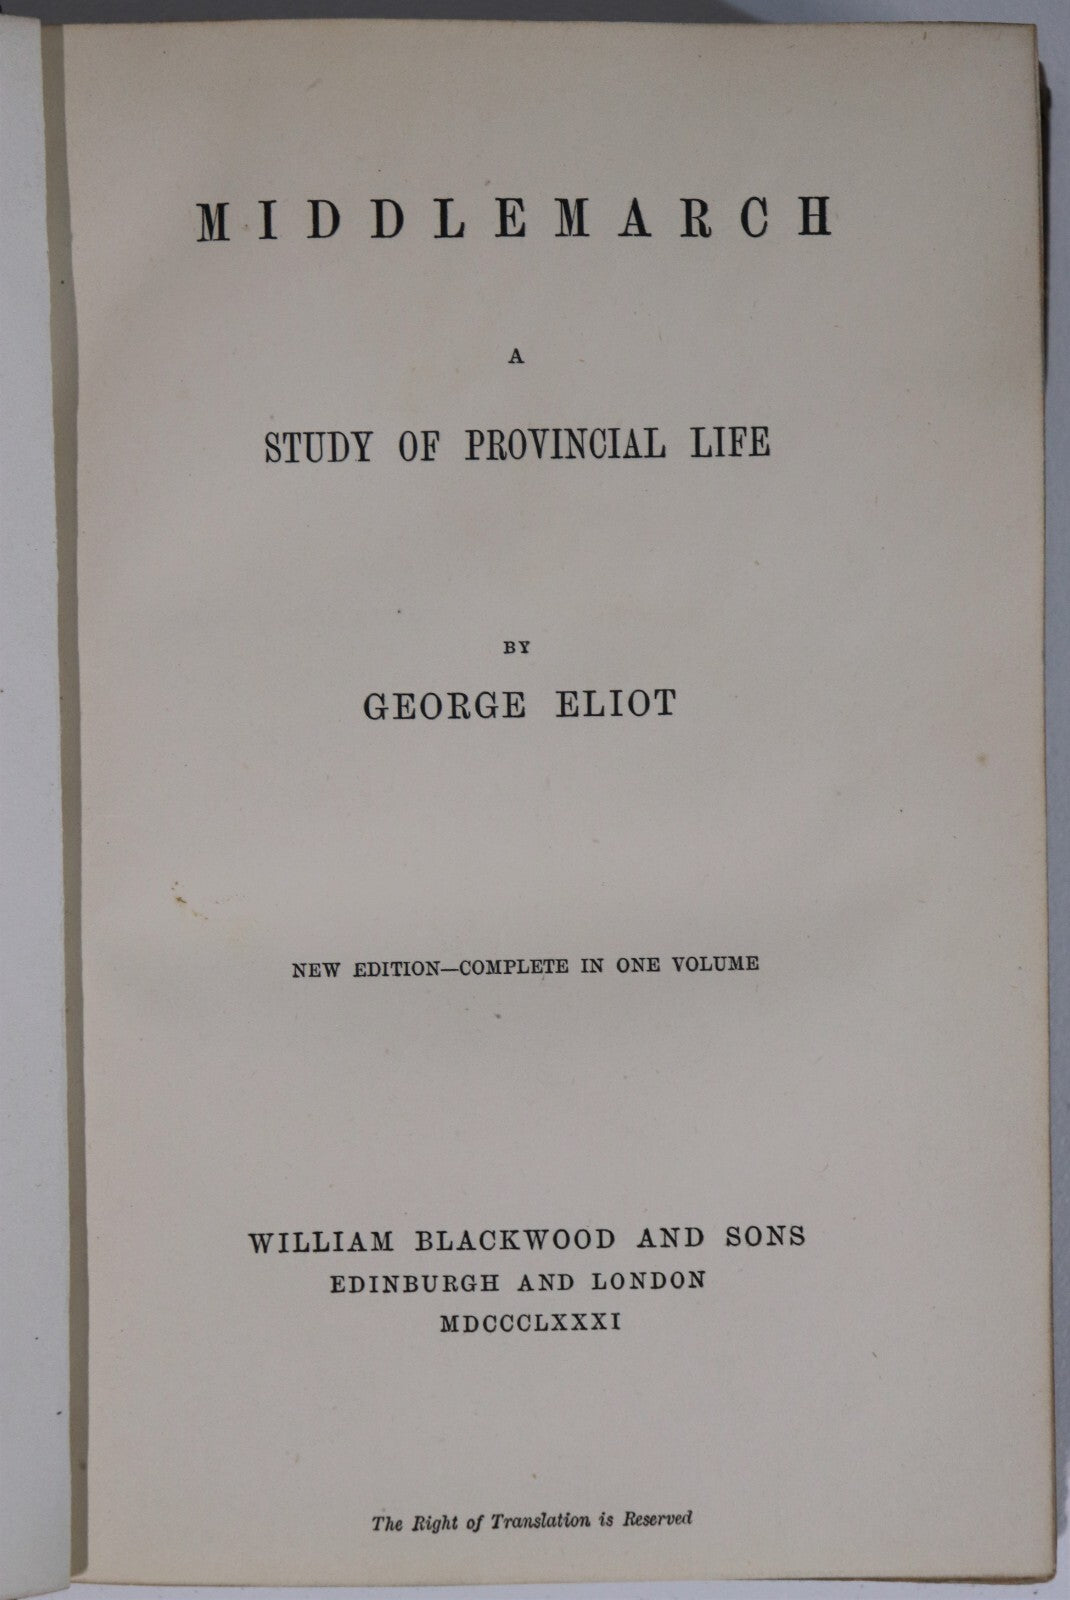 MIDDLEMARCH
A
STUDY OF PROVINCIAL LIFE
BY
GEORGE ELIOT
NEW EDITION—COMPLETE IN ONE VOLUME
WILLIAM BLACKWOOD AND SONS
EDINBURGH AND LONDON
MDCCCLXXXI
The Right of Translation is Reserved